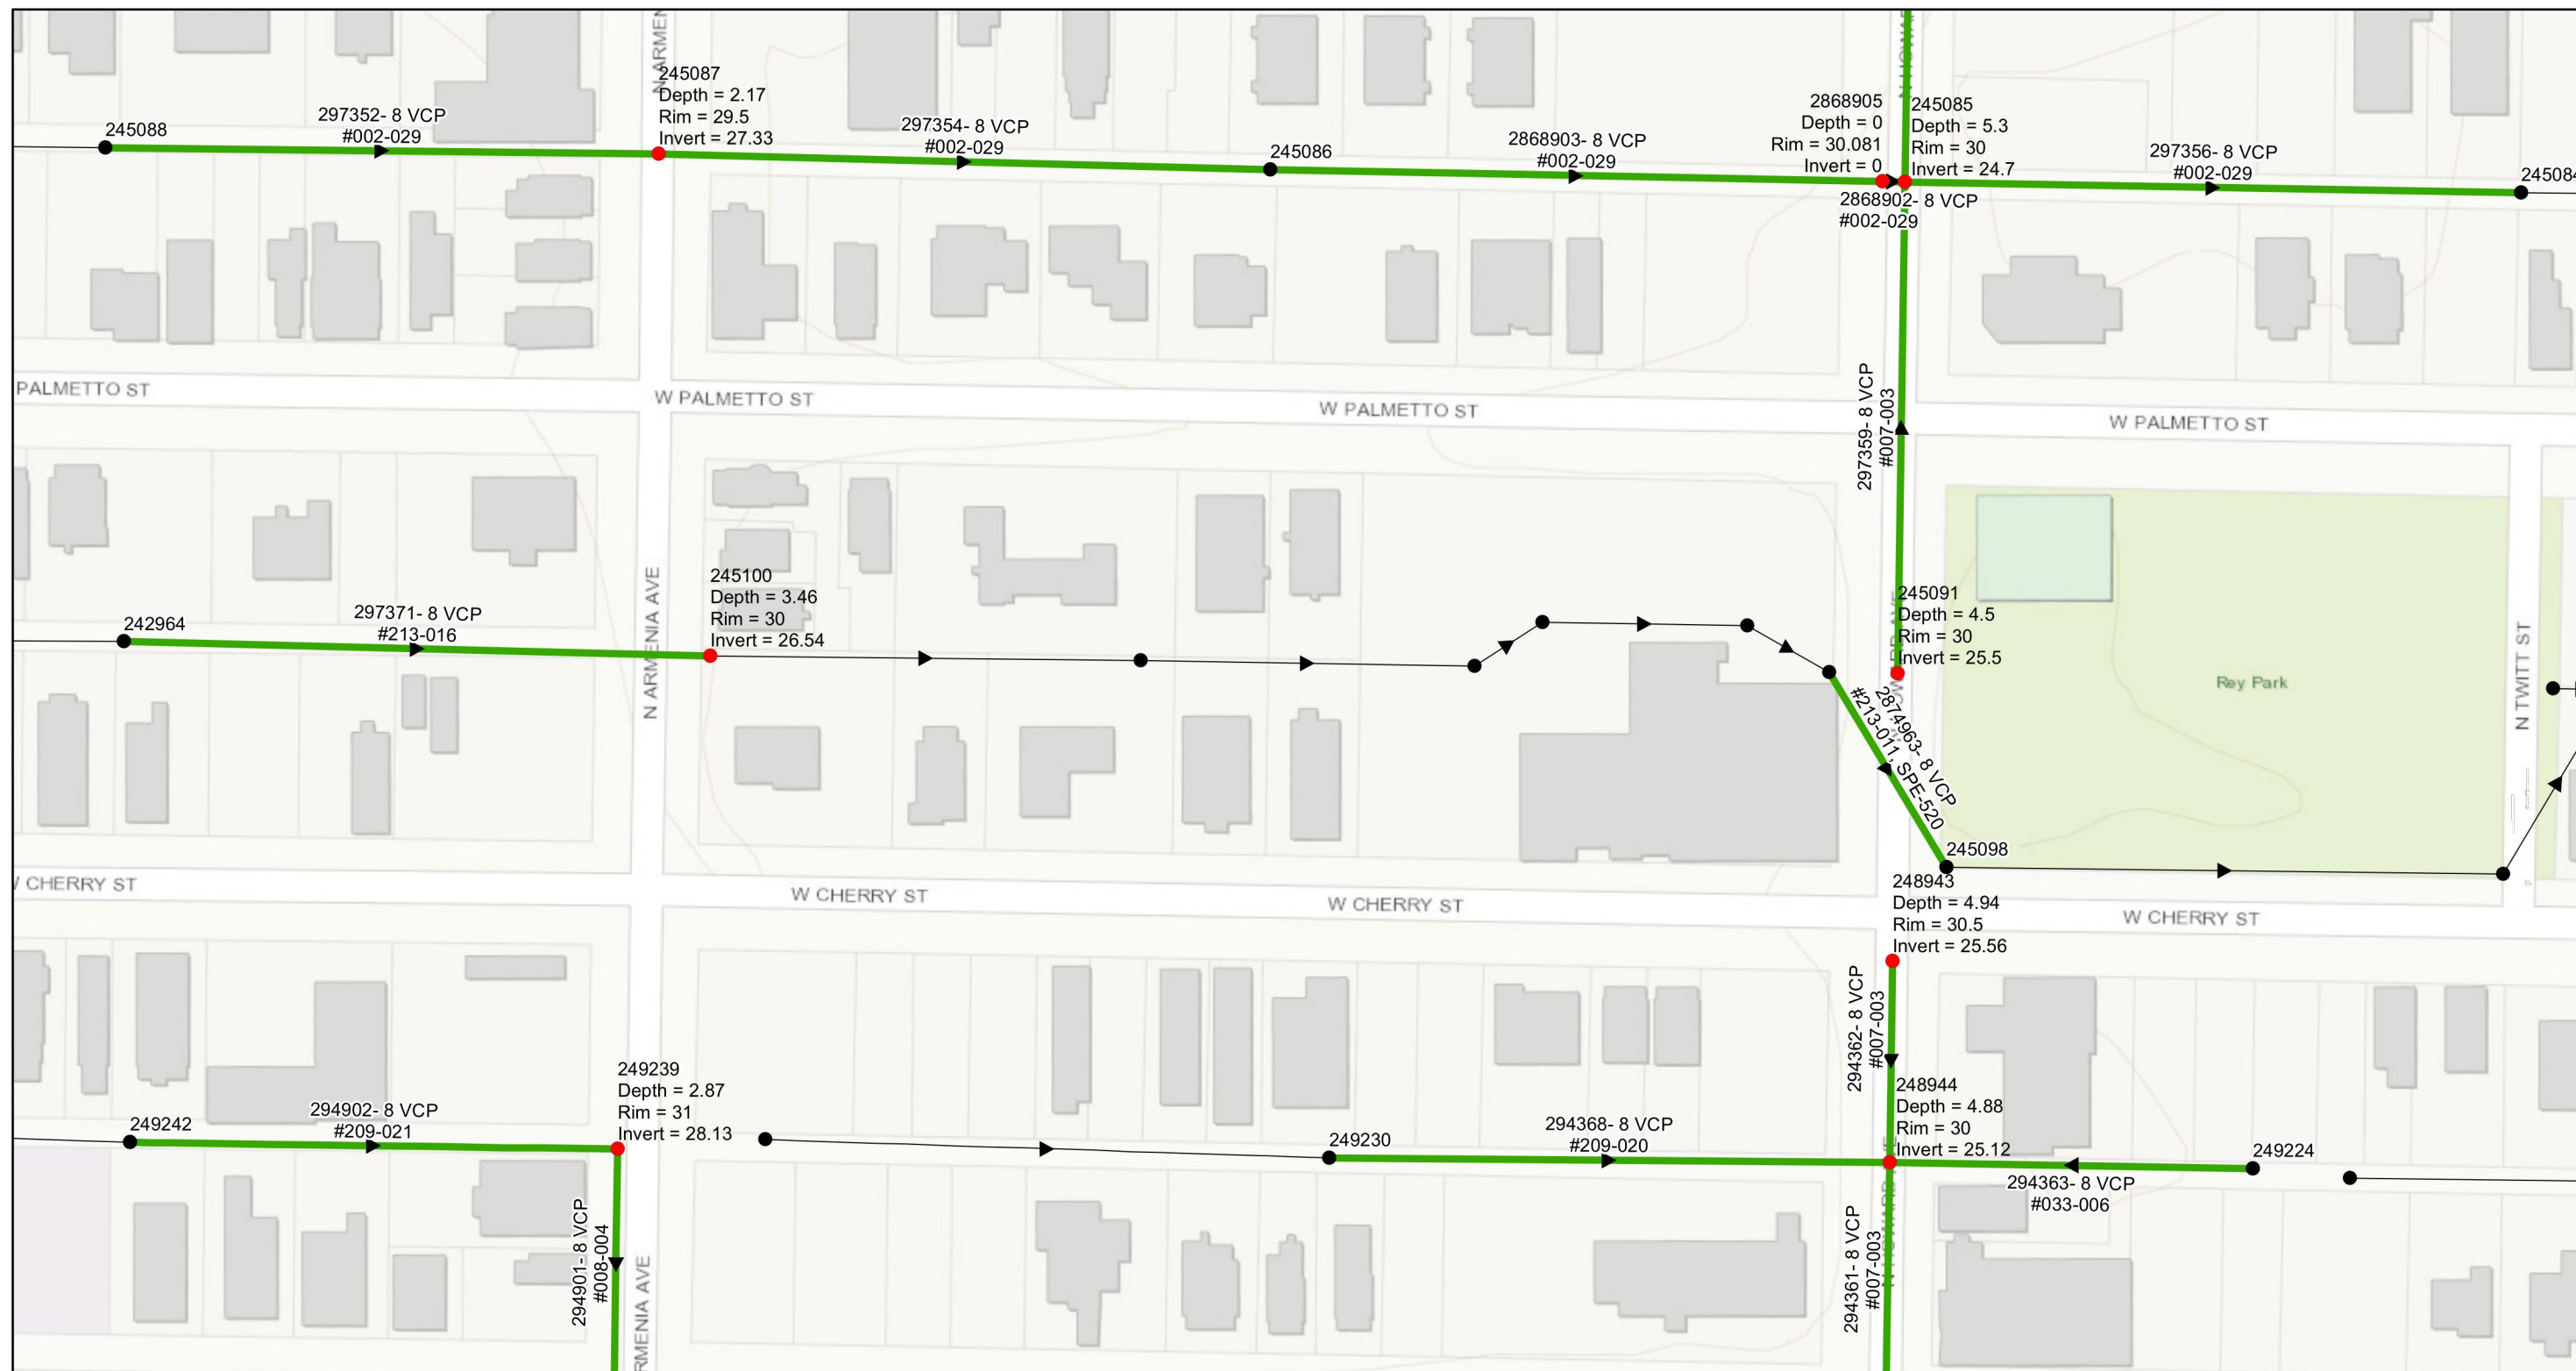 N ARMEN
N HOWAR
245087
Depth = 2.17
Rim = 29.5
Invert = 27.33
297352- 8 VCP
#002-029
245088
297354- 8 VCP
#002-029
245086
2868903- 8 VCP
#002-029
2868905
Depth = 0
Rim = 30.081
Invert = 0
245085
Depth = 5.3
Rim = 30
Invert = 24.7
2868902- 8 VCP
#002-029
297356- 8 VCP
#002-029
245084
PALMETTO ST
W PALMETTO ST
W PALMETTO ST
W PALMETTO ST
297359- 8 VCP
#007-003
N ARMENIA AVE
245100
Depth = 3.46
Rim = 30
Invert = 26.54
242964
297371- 8 VCP
#213-016
245091
Depth = 4.5
Rim = 30
Invert = 25.5
Rey Park
N TWITT ST
2874963- 8 VCP
#213-011, SPE-520
245098
W CHERRY ST
W CHERRY ST
W CHERRY ST
W CHERRY ST
248943
Depth = 4.94
Rim = 30.5
Invert = 25.56
294362- 8 VCP
#007-003
249239
Depth = 2.87
Rim = 31
Invert = 28.13
249242
294902- 8 VCP
#209-021
249230
294368- 8 VCP
#209-020
248944
Depth = 4.88
Rim = 30
Invert = 25.12
249224
294363- 8 VCP
#033-006
294901- 8 VCP
#008-004
RMENIA AVE
294361- 8 VCP
#007-003